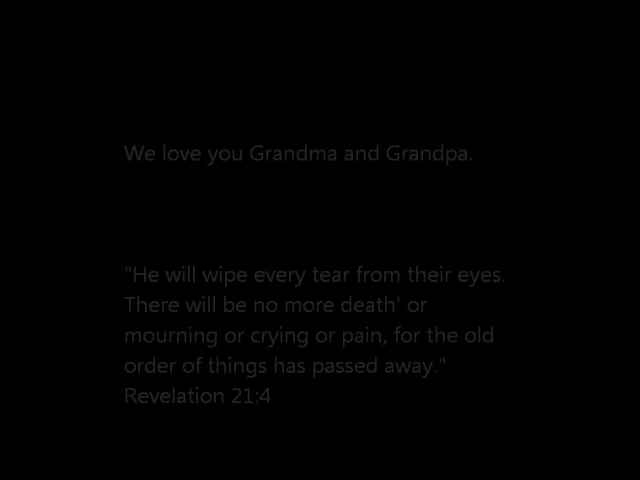 We love you Grandma and Grandpa.
"He will wipe every tear from their eyes.
There will be no more death' or
mourning or crying or pain, for the old
order of things has passed away."
Revelation 21:4